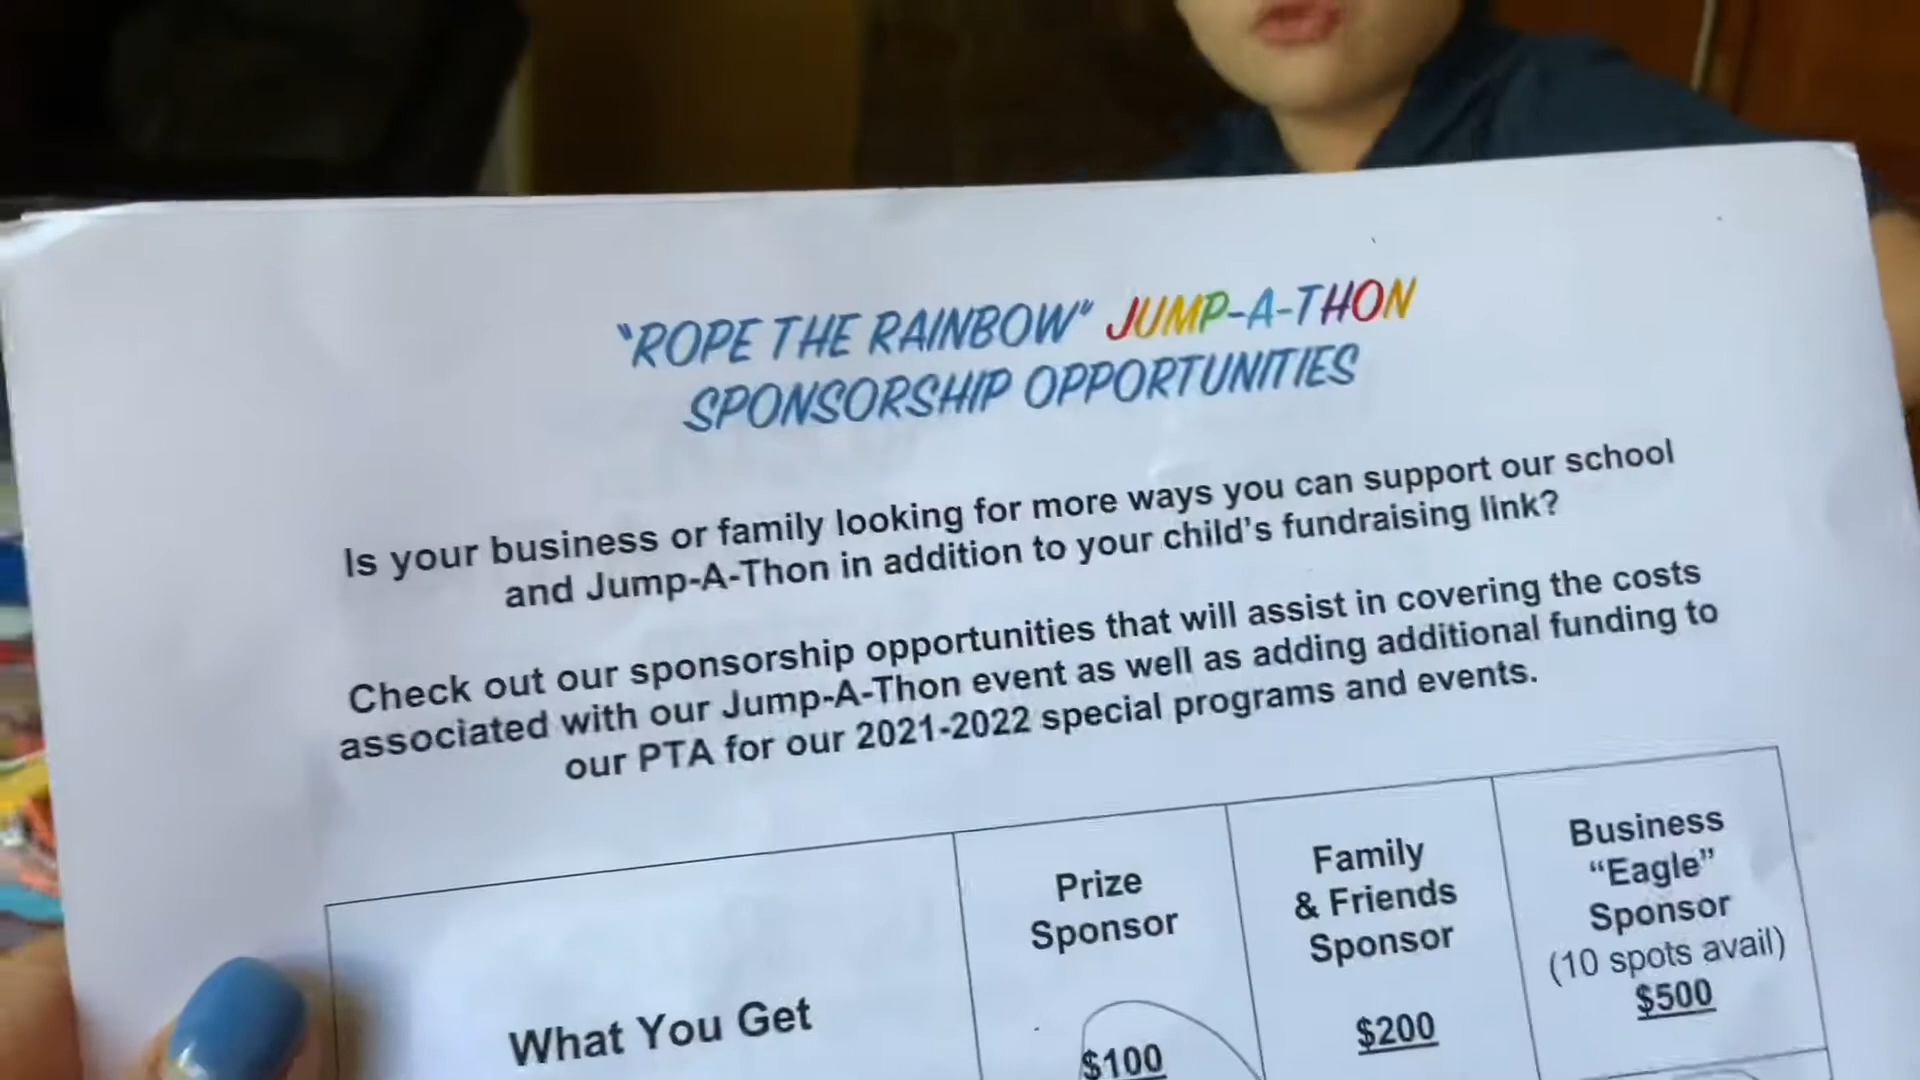 "ROPE THE RAINBOW" JUMP-A-THON
SPONSORSHIP OPPORTUNITIES
Is your business or family looking for more ways you can support our school
and Jump-A-Thon in addition to your child's fundraising link?
Check out our sponsorship opportunities that will assist in covering the costs
associated with our Jump-A-Thon event as well as adding additional funding to
our PTA for our 2021-2022 special programs and events.
What You Get
Prize
Sponsor
$100
Family
& Friends
Sponsor
$200
Business
“Eagle”
Sponsor
(10 spots avail)
$500